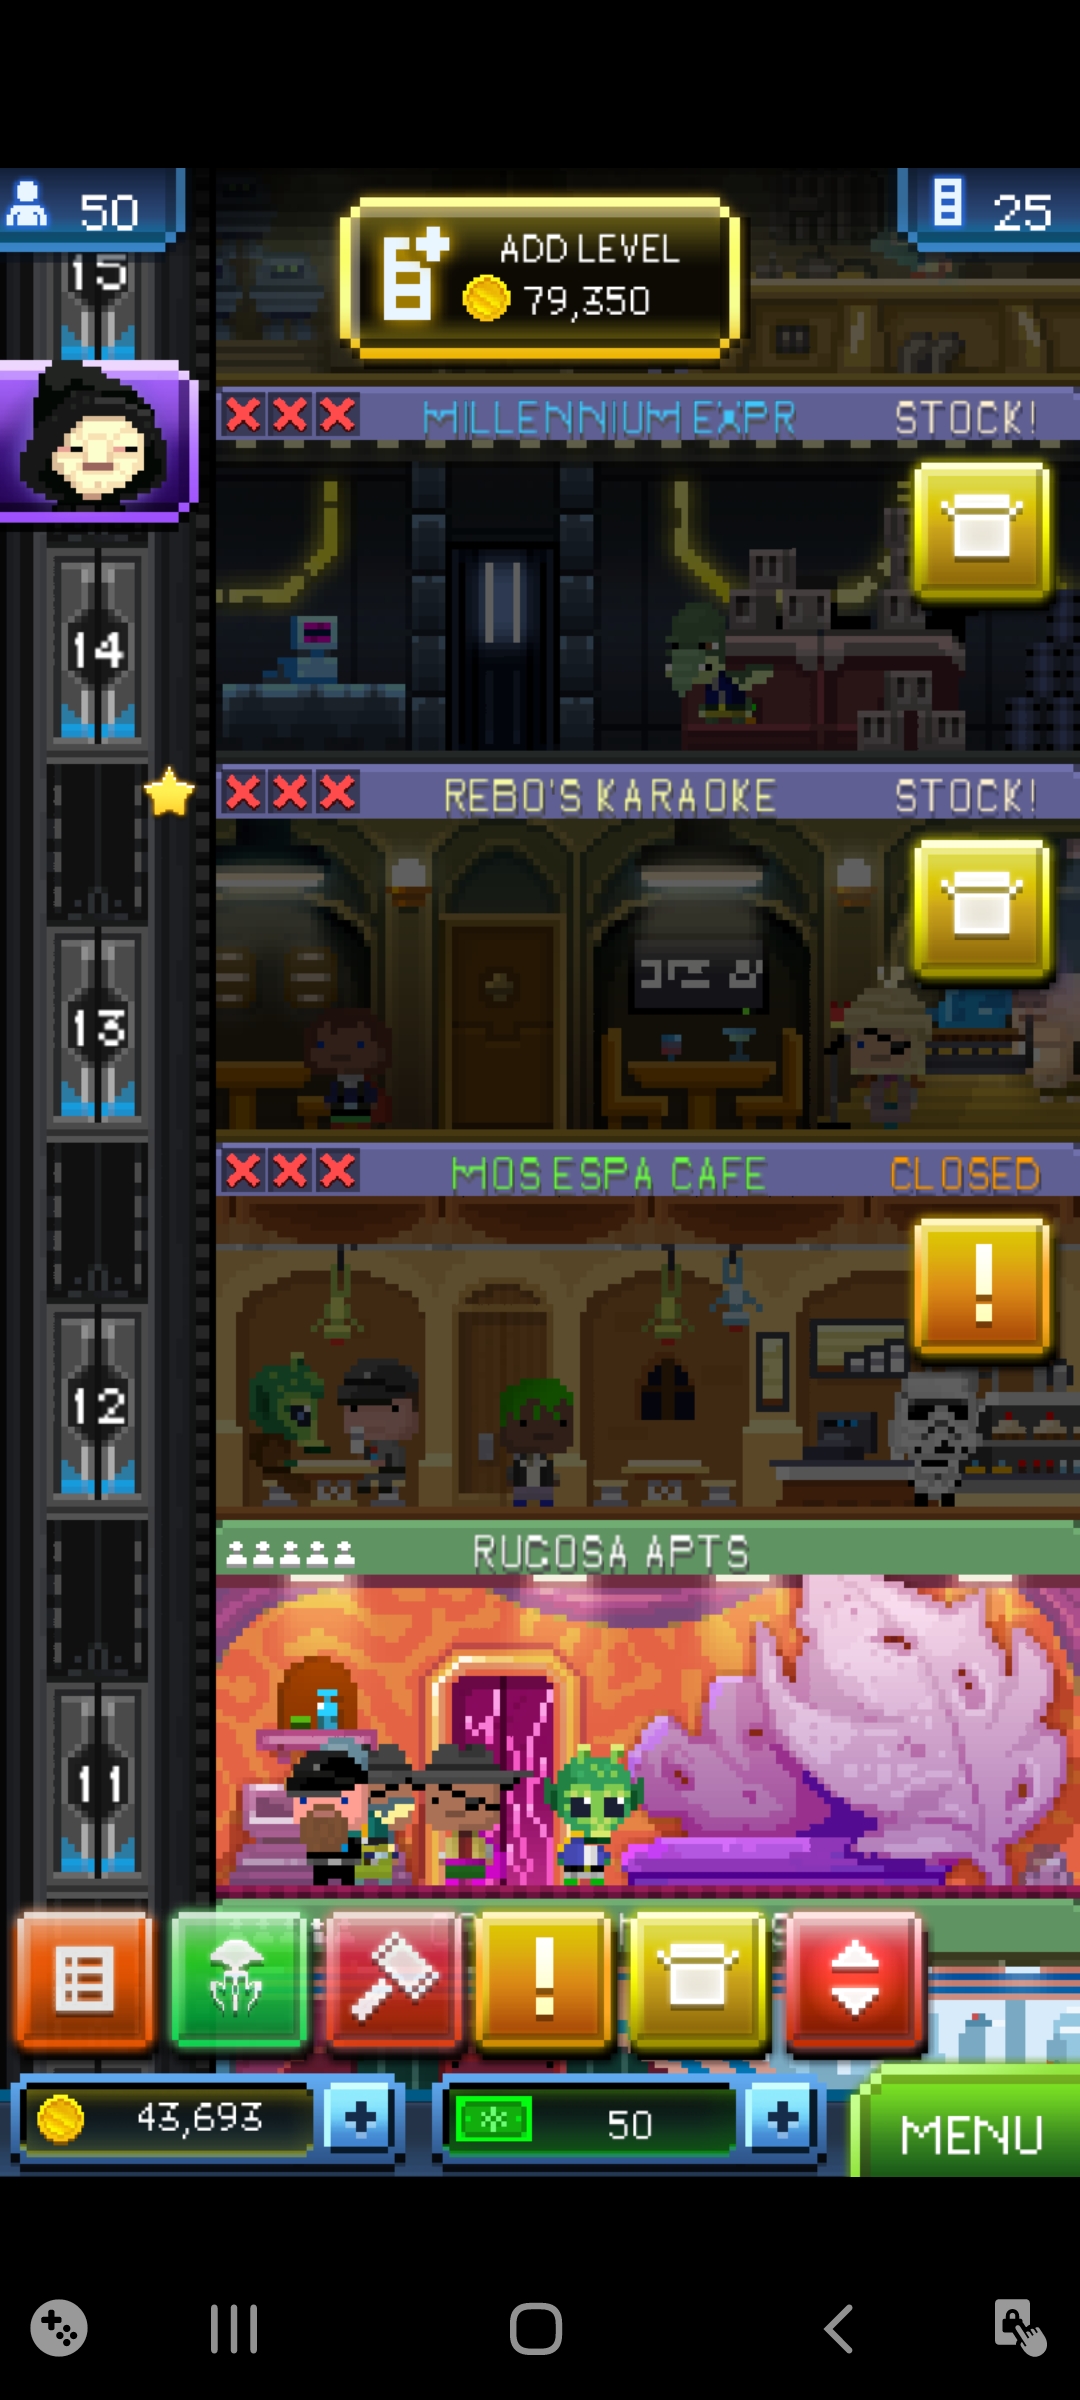 50
25
ADD LEVEL
79,350
15
MILLENNIUM EXPR
STOCK!
14
REBO'S KARAOKE
STOCK!
13
MOS ESPA CAFE
CLOSED
12
RUGOSA APTS
11
43,693
50
MENU